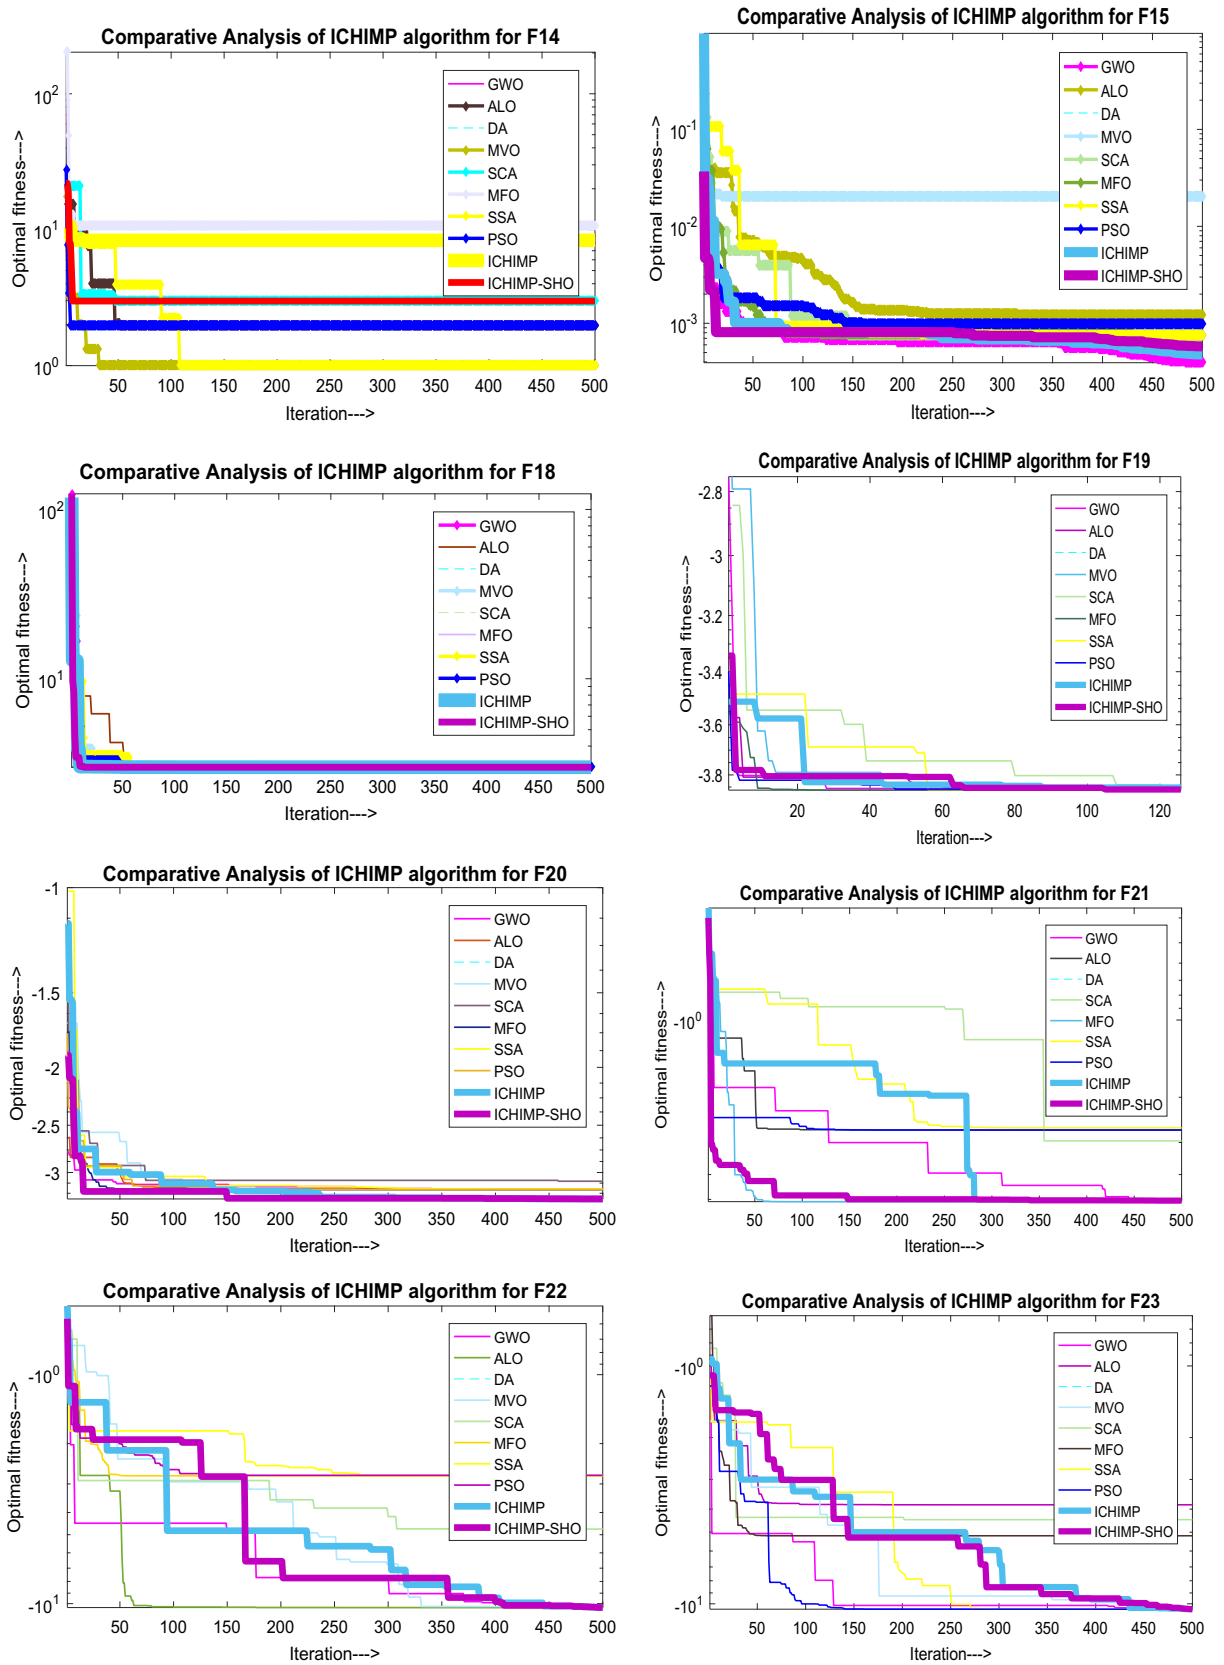 Comparative Analysis of ICHIMP algorithm for F14
Optimal fitness--->
10^2
10^1
10^0
GWO
ALO
DA
MVO
SCA
MFO
SSA
PSO
ICHIMP
ICHIMP-SHO
50 100 150 200 250 300 350 400 450 500
Iteration--->
Comparative Analysis of ICHIMP algorithm for F15
Optimal fitness--->
10^-1
10^-2
10^-3
GWO
ALO
DA
MVO
SCA
MFO
SSA
PSO
ICHIMP
ICHIMP-SHO
50 100 150 200 250 300 350 400 450 500
Iteration--->
Comparative Analysis of ICHIMP algorithm for F18
Optimal fitness--->
10^2
10^1
GWO
ALO
DA
MVO
SCA
MFO
SSA
PSO
ICHIMP
ICHIMP-SHO
50 100 150 200 250 300 350 400 450 500
Iteration--->
Comparative Analysis of ICHIMP algorithm for F19
Optimal fitness--->
-2.8
-3
-3.2
-3.4
-3.6
-3.8
GWO
ALO
DA
MVO
SCA
MFO
SSA
PSO
ICHIMP
ICHIMP-SHO
20 40 60 80 100 120
Iteration--->
Comparative Analysis of ICHIMP algorithm for F20
Optimal fitness--->
-1
-1.5
-2
-2.5
-3
GWO
ALO
DA
MVO
SCA
MFO
SSA
PSO
ICHIMP
ICHIMP-SHO
50 100 150 200 250 300 350 400 450 500
Iteration--->
Comparative Analysis of ICHIMP algorithm for F21
Optimal fitness--->
-10^0
GWO
ALO
DA
SCA
MFO
SSA
PSO
ICHIMP
ICHIMP-SHO
50 100 150 200 250 300 350 400 450 500
Iteration--->
Comparative Analysis of ICHIMP algorithm for F22
Optimal fitness--->
-10^0
-10^1
GWO
ALO
DA
MVO
SCA
MFO
SSA
PSO
ICHIMP
ICHIMP-SHO
50 100 150 200 250 300 350 400 450 500
Iteration--->
Comparative Analysis of ICHIMP algorithm for F23
Optimal fitness--->
-10^0
-10^1
GWO
ALO
DA
MVO
SCA
MFO
SSA
PSO
ICHIMP
ICHIMP-SHO
50 100 150 200 250 300 350 400 450 500
Iteration--->